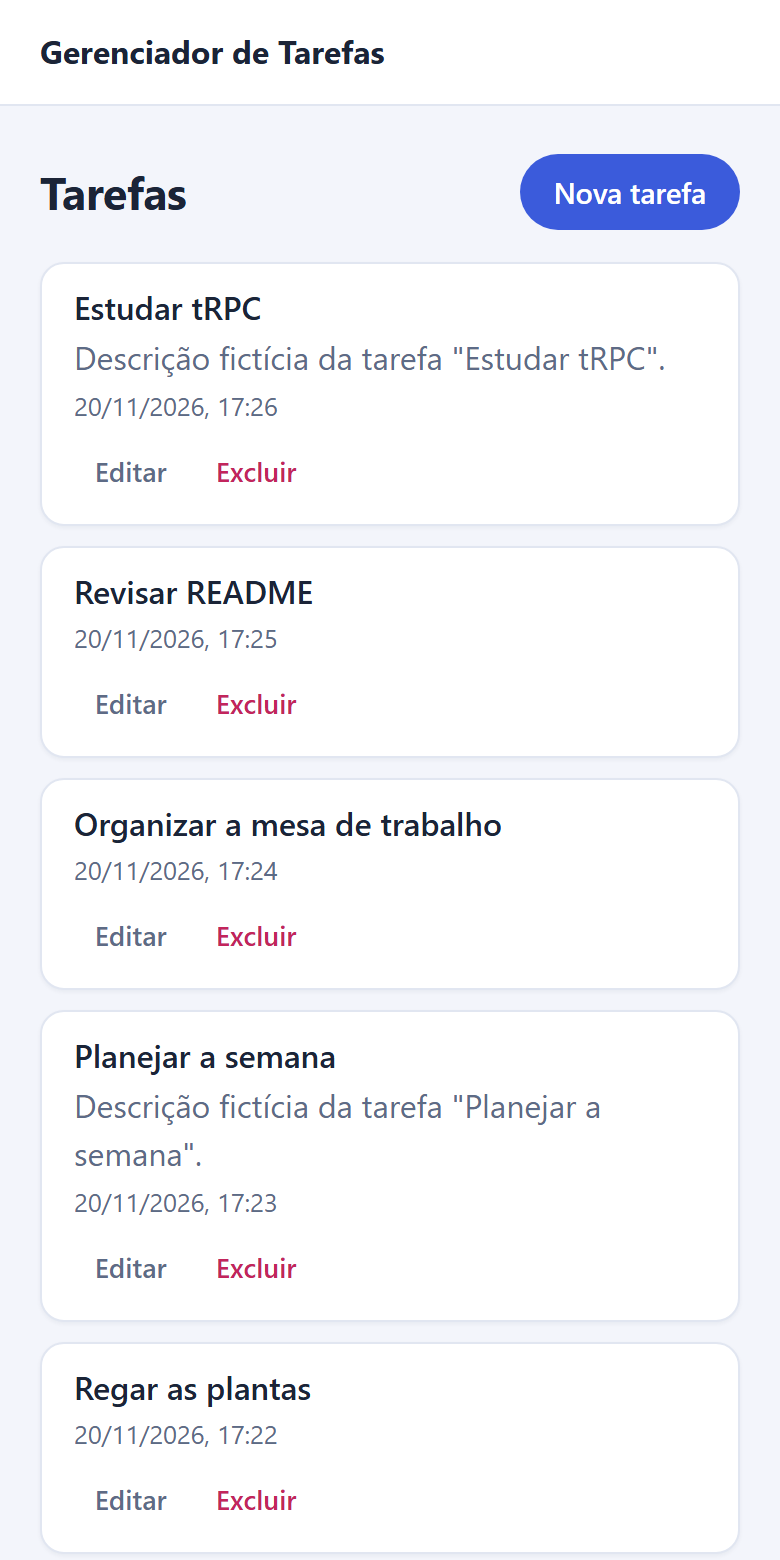 Gerenciador de Tarefas
Tarefas
Nova tarefa
Estudar tRPC
Descrição fictícia da tarefa "Estudar tRPC".
20/11/2026, 17:26
Editar Excluir
Revisar README
20/11/2026, 17:25
Editar Excluir
Organizar a mesa de trabalho
20/11/2026, 17:24
Editar Excluir
Planejar a semana
Descrição fictícia da tarefa "Planejar a
semana".
20/11/2026, 17:23
Editar Excluir
Regar as plantas
20/11/2026, 17:22
Editar Excluir